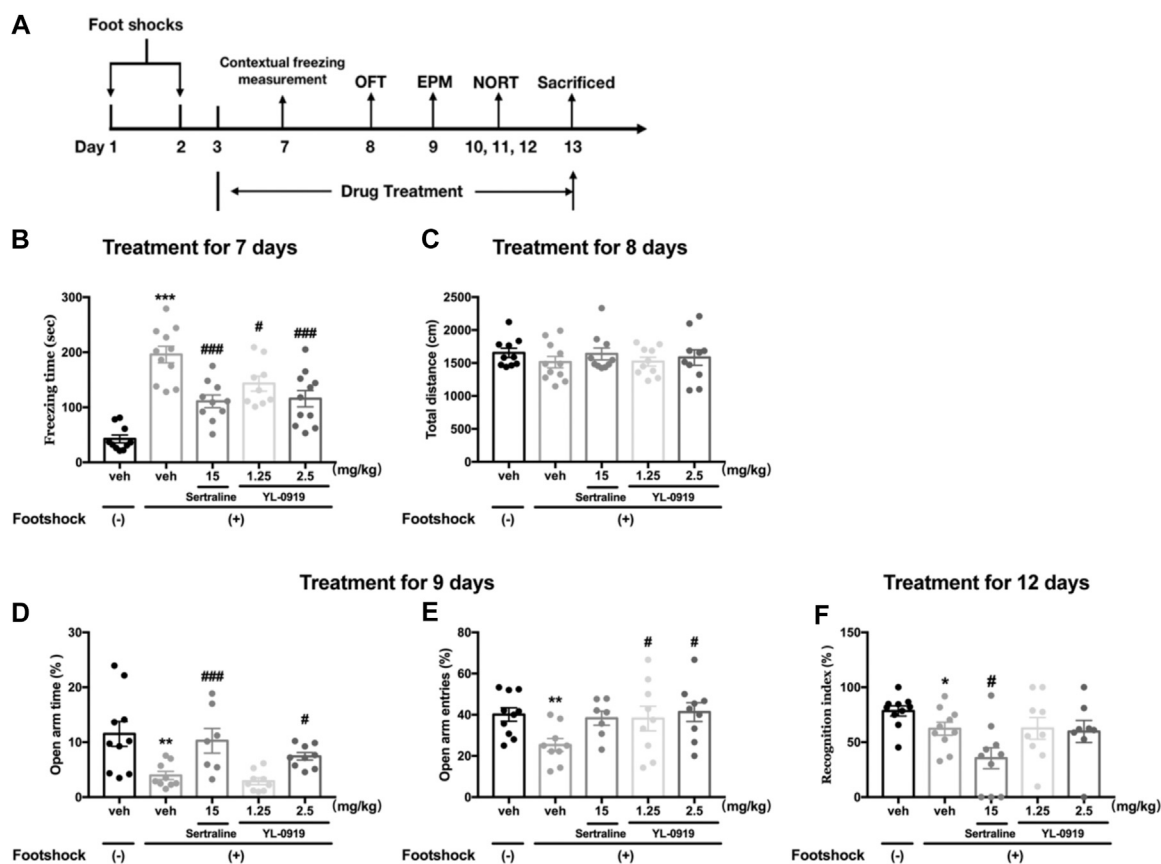 A
Foot shocks
Contextual freezing
measurement
OFT
EPM
NORT
Sacrificed
Day 1
2
3
7
8
9
10, 11, 12
13
Drug Treatment
B
Treatment for 7 days
Freezing time (sec)
300
200
100
0
***
###
#
###
veh
veh
15
1.25
2.5
(mg/kg)
Sertraline
YL-0919
Footshock
(-)
(+)
C
Treatment for 8 days
Total distance (cm)
2500
2000
1500
1000
500
0
veh
veh
15
1.25
2.5
(mg/kg)
Sertraline
YL-0919
Footshock
(-)
(+)
Treatment for 9 days
D
Open arm time (% )
30
20
10
0
**
###
#
veh
veh
15
1.25
2.5
(mg/kg)
Sertraline
YL-0919
Footshock
(-)
(+)
E
Open arm entries (%)
80
60
40
20
0
**
#
#
veh
veh
15
1.25
2.5
(mg/kg)
Sertraline
YL-0919
Footshock
(-)
(+)
Treatment for 12 days
F
Recognition index (% )
150
100
50
0
*
#
veh
veh
15
1.25
2.5
(mg/kg)
Sertraline
YL-0919
Footshock
(-)
(+)